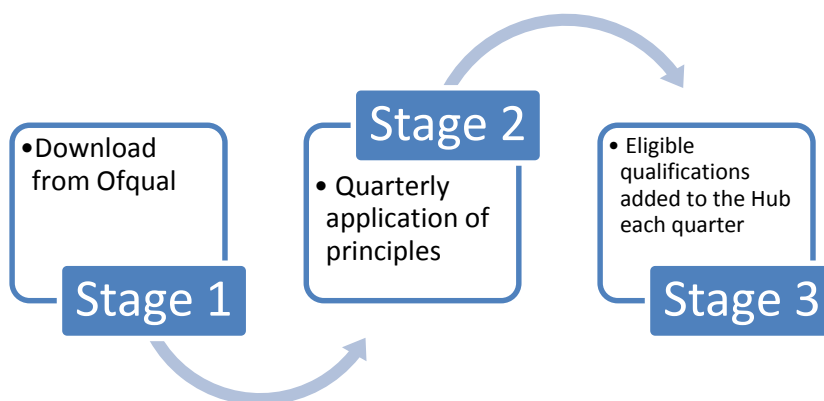 •Download
from Ofqual
Stage 1
Stage 2
• Quarterly
application of
principles
• Eligible
qualifications
added to the Hub
each quarter
Stage 3